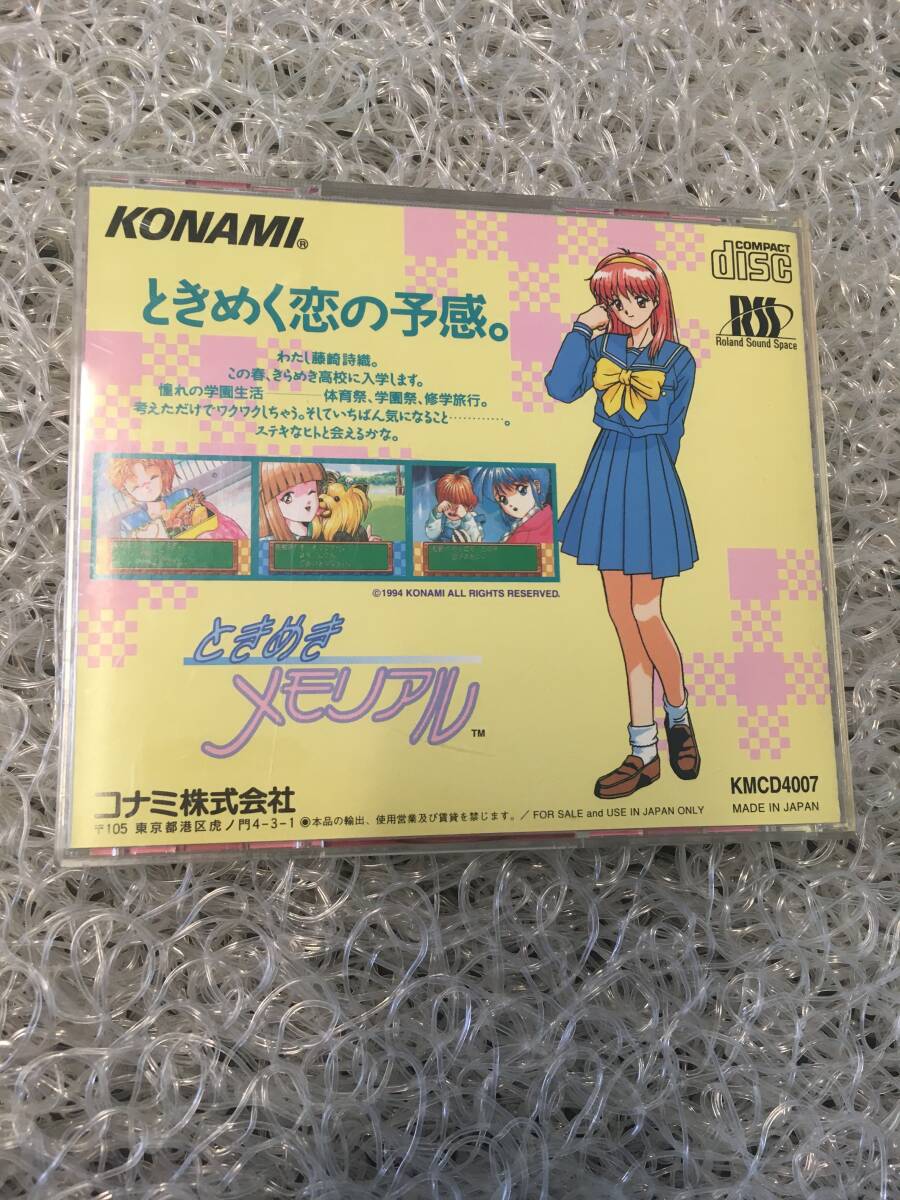 KONAMI®
COMPACT
disc
RSS
Roland Sound Space
ときめく恋の予感。
わたし藤崎詩織。
この春、きらめき高校に入学します。
憧れの学園生活————体育祭、学園祭、修学旅行。
考えただけでワクワクしちゃう。そしていちばん気になること…………。
ステキなヒトと会えるかな。
©1994 KONAMI ALL RIGHTS RESERVED.
ときめき
メモリアル™
コナミ株式会社
〒105 東京都港区虎ノ門4-3-1 ◉本品の輸出、使用営業及び賃貸を禁じます。/ FOR SALE and USE IN JAPAN ONLY
KMCD4007
MADE IN JAPAN